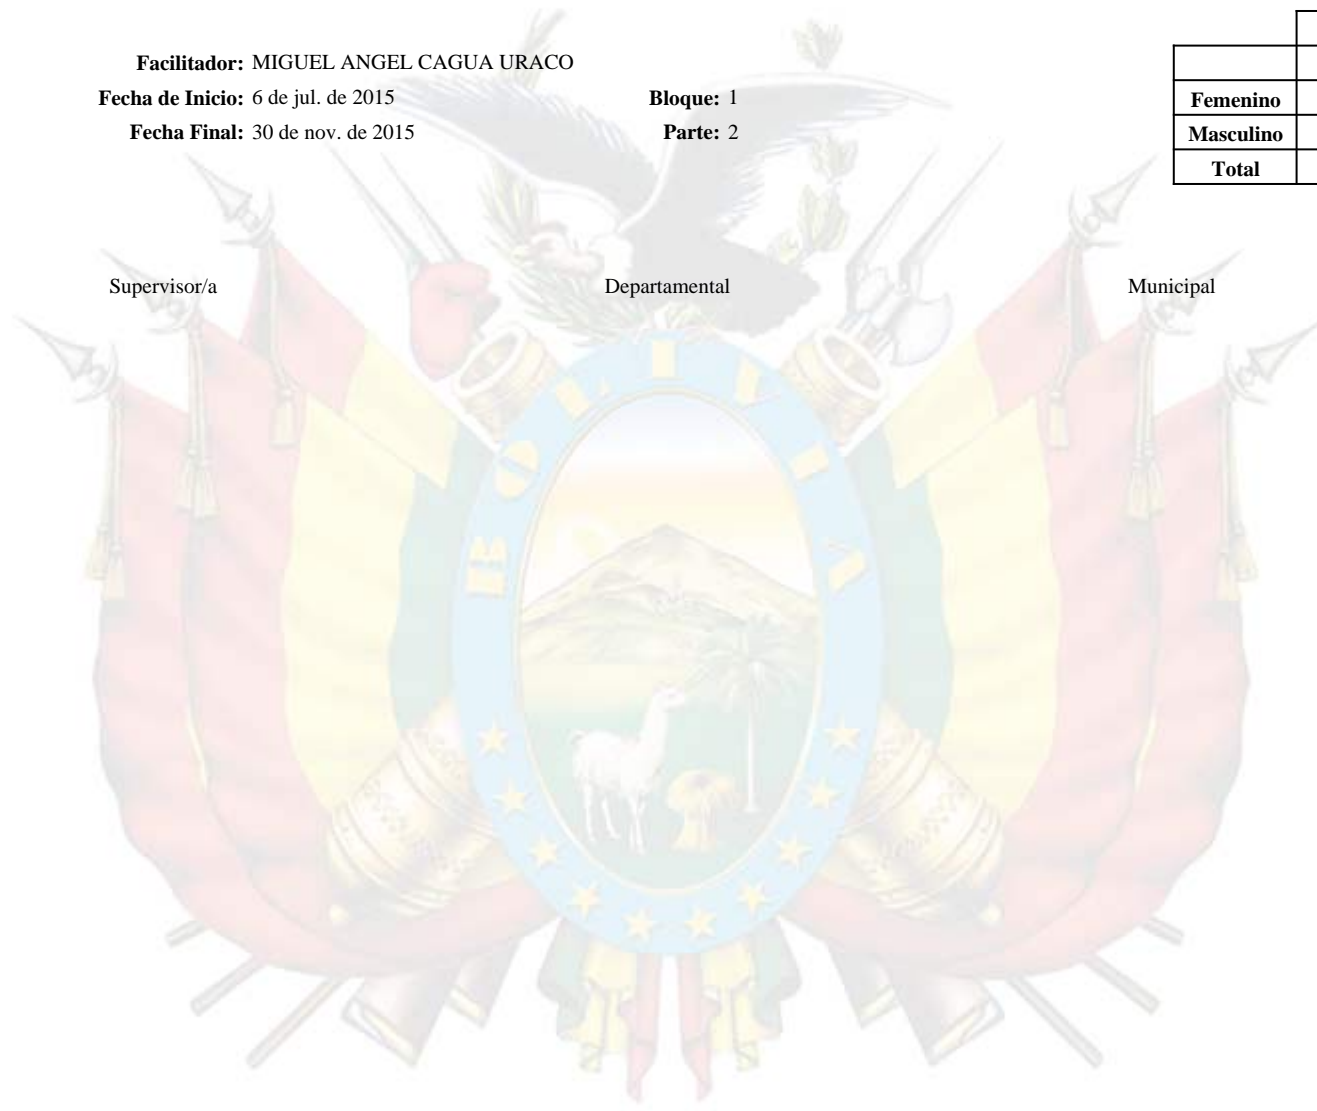 Facilitador: MIGUEL ANGEL CAGUA URACO
Fecha de Inicio: 6 de jul. de 2015 Bloque: 1
Fecha Final: 30 de nov. de 2015 Parte: 2
Femenino
Masculino
Total
Supervisor/a Departamental Municipal
BOLIVIA